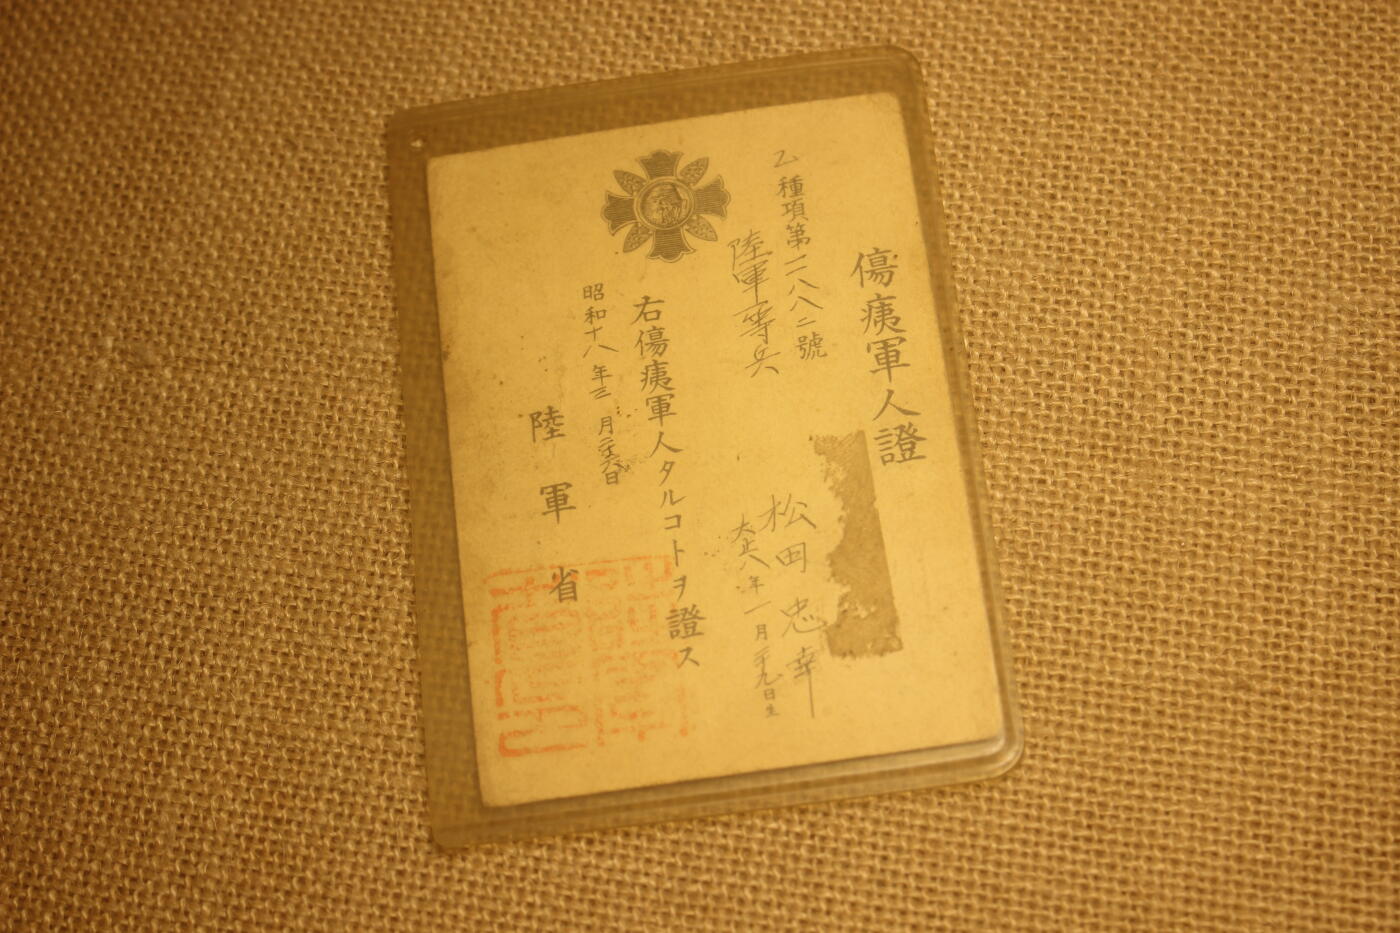 傷痍軍人證
乙種項第二八八二號
陸軍一等兵
松田忠幸
大正八年一月二十九日生
右傷痍軍人タルコトヲ證ス
昭和十八年三月二十六日
陸軍省